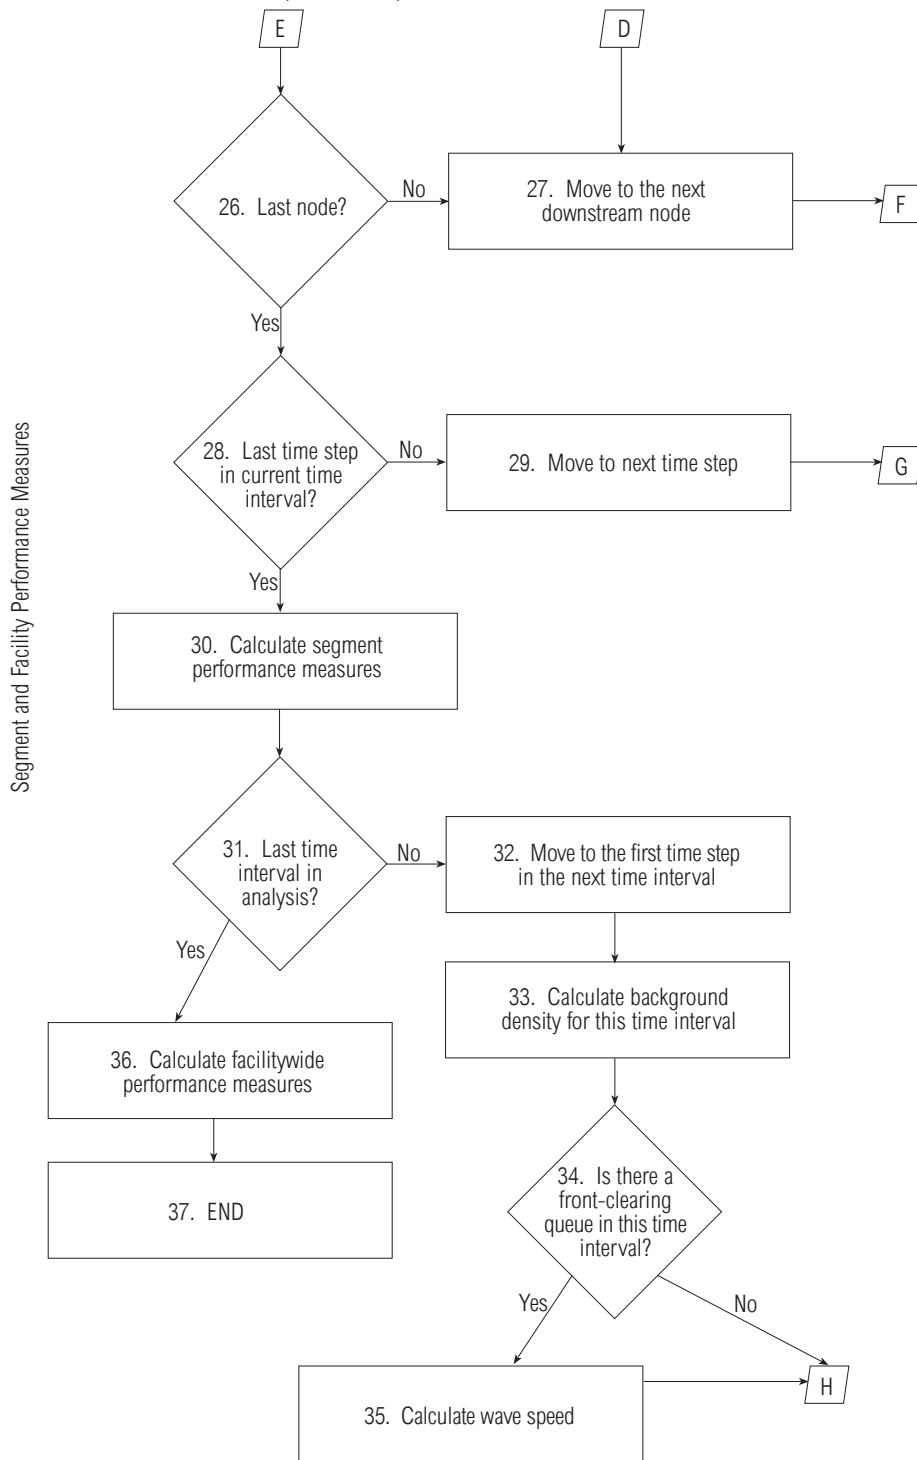 E
D
26. Last node?
No
27. Move to the next
downstream node
F
Yes
28. Last time step
in current time
interval?
No
29. Move to next time step
G
Yes
30. Calculate segment
performance measures
Segment and Facility Performance Measures
31. Last time
interval in
analysis?
No
32. Move to the first time step
in the next time interval
Yes
33. Calculate background
density for this time interval
36. Calculate facilitywide
performance measures
34. Is there a
front-clearing
queue in this time
interval?
37. END
Yes
No
H
35. Calculate wave speed